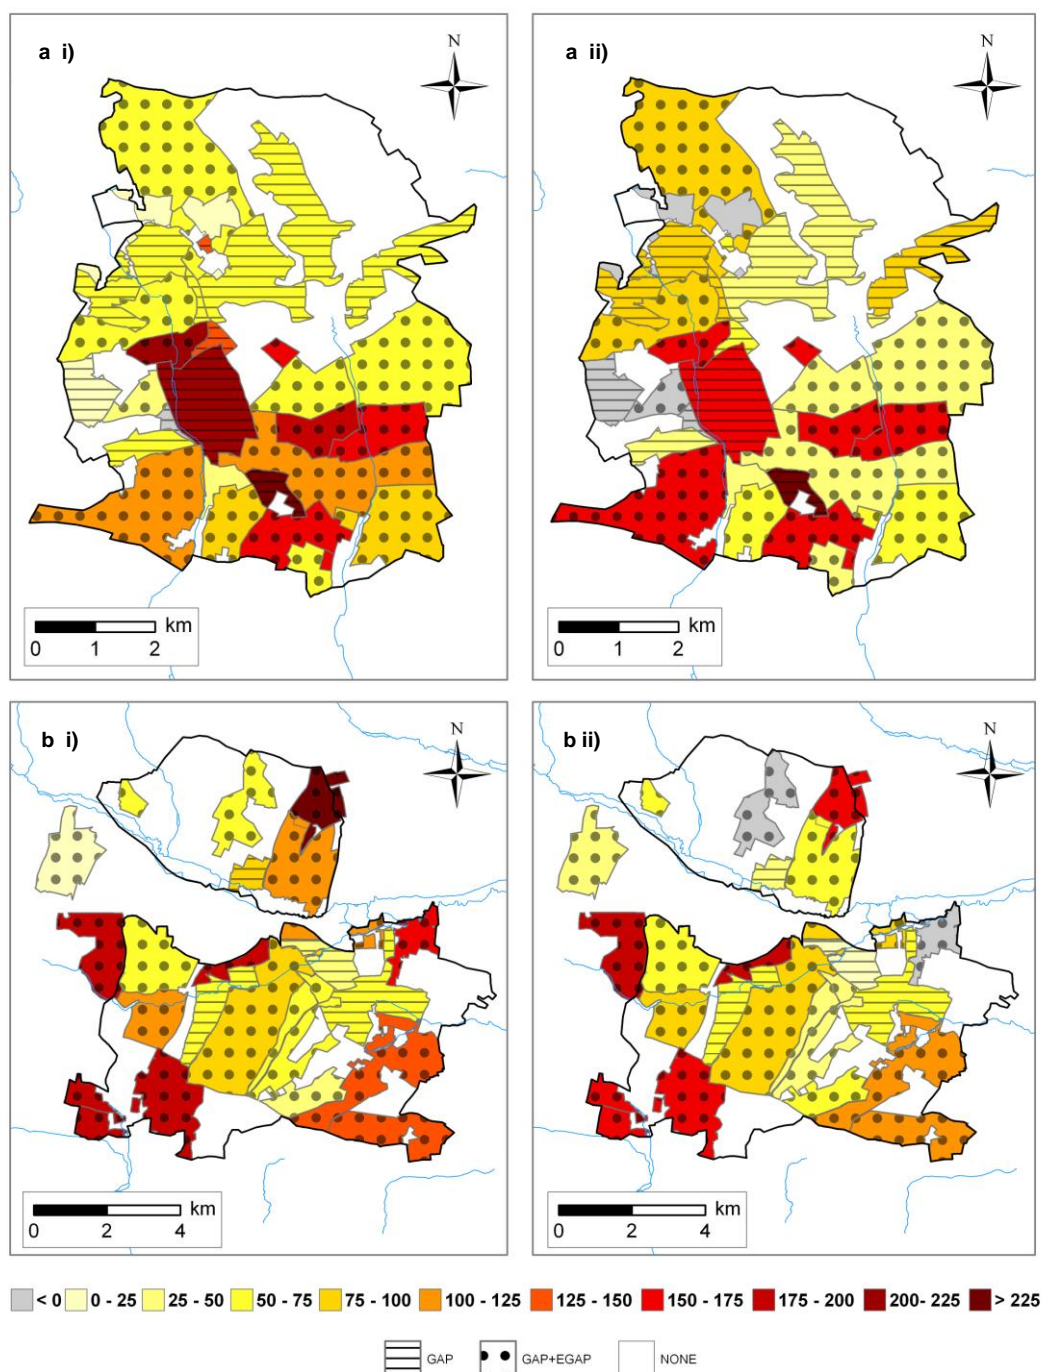 a i)
N
km
0 1 2
a ii)
N
km
0 1 2
b i)
N
km
0 2 4
b ii)
N
km
0 2 4
< 0 0 - 25 25 - 50 50 - 75 75 - 100 100 - 125 125 - 150 150 - 175 175 - 200 200- 225 > 225
GAP GAP+EGAP NONE